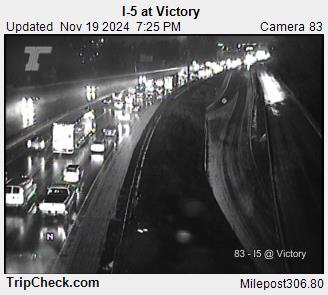 I-5 at Victory
Updated Nov 19 2024 7:25 PM Camera 83
T
N
83 - I5 @ Victory
TripCheck.com Milepost306.80